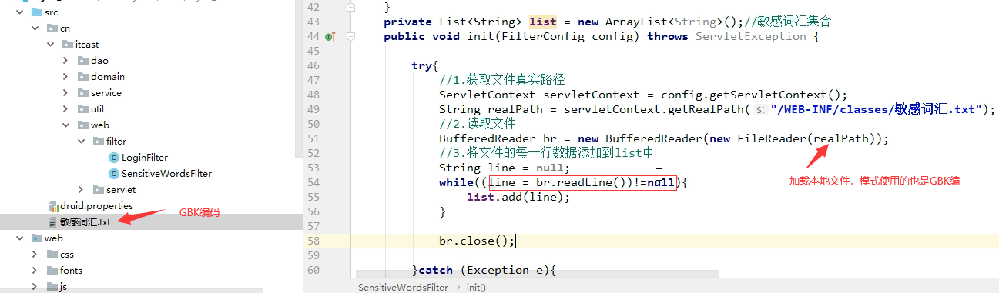 src
cn
itcast
dao
domain
service
util
web
filter
LoginFilter
SensitiveWordsFilter
servlet
druid.properties
敏感词汇.txt
GBK编码
web
css
fonts
js
42 }
43 private List<String> list = new ArrayList<String>();//敏感词汇集合
44 public void init(FilterConfig config) throws ServletException {
45
46 try{
47 //1.获取文件真实路径
48 ServletContext servletContext = config.getServletContext();
49 String realPath = servletContext.getRealPath( s: "/WEB-INF/classes/敏感词汇.txt");
50 //2.读取文件
51 BufferedReader br = new BufferedReader(new FileReader(realPath));
52 //3.将文件的每一行数据添加到list中
53 String line = null;
54 while((line = br.readLine())!=null){
加载本地文件，模式使用的也是GBK编
55 list.add(line);
56 }
57
58 br.close();
59
60 }catch (Exception e){
SensitiveWordsFilter › init()